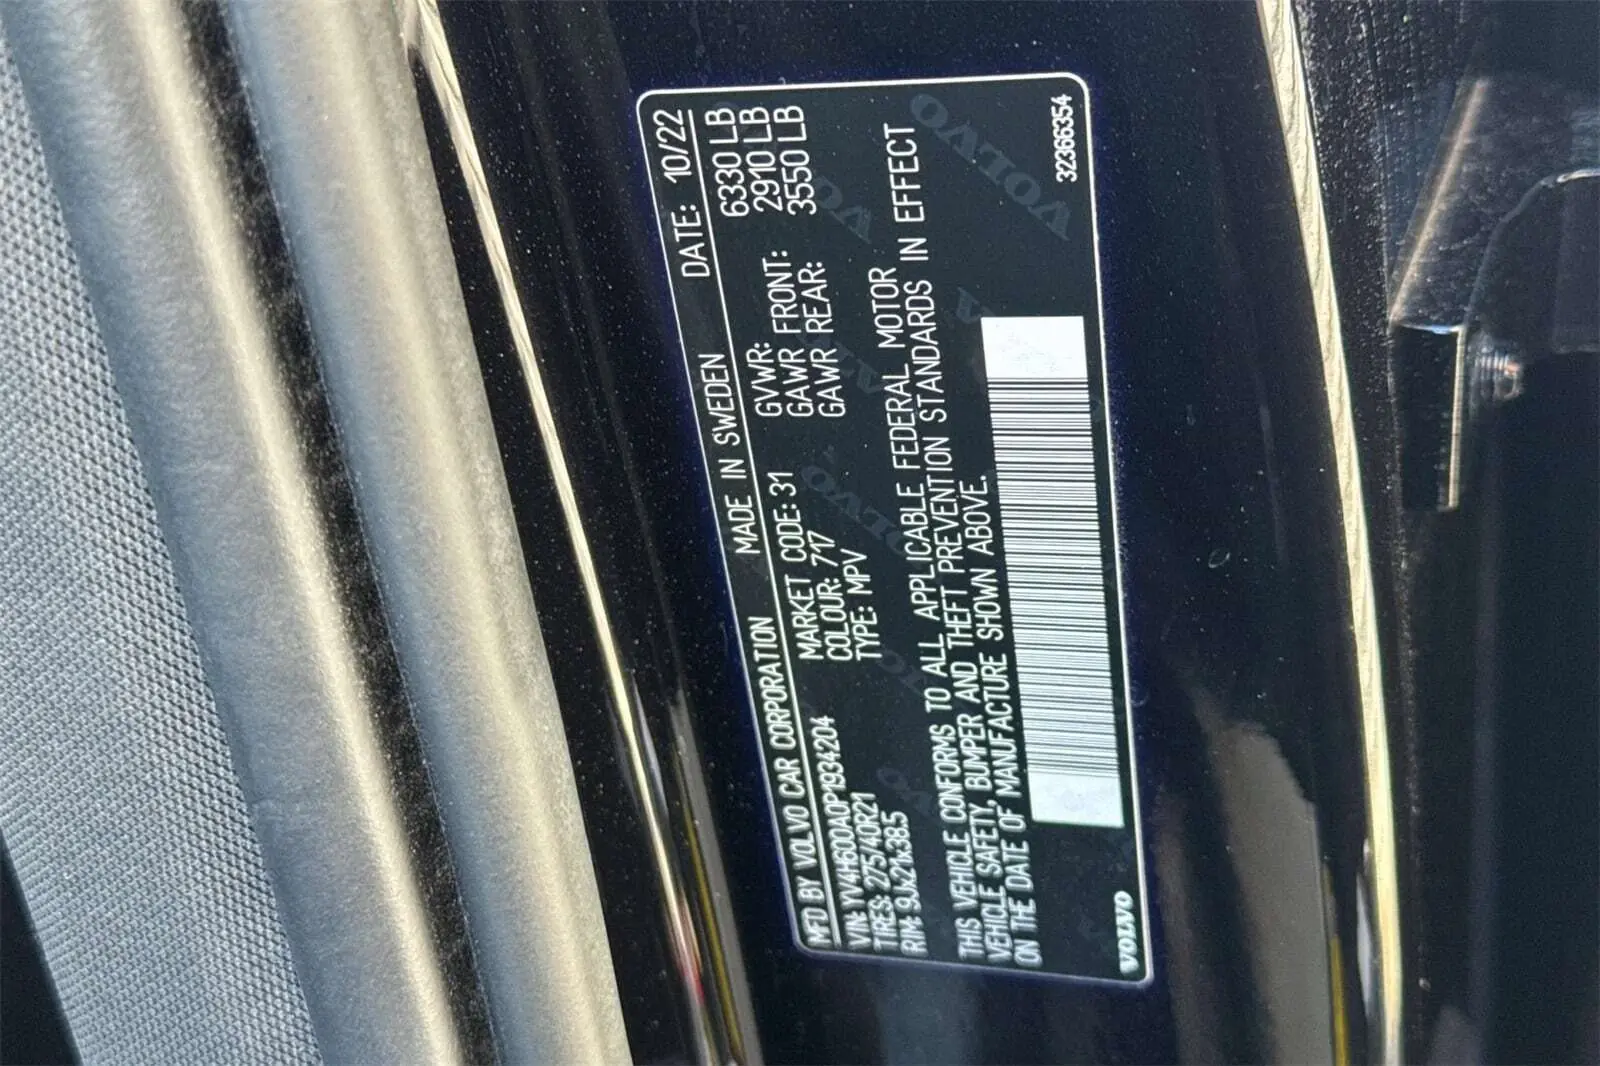 MFD BY VOLVO CAR CORPORATION MADE IN SWEDEN DATE: 10/22
VIN: YV4H600A0P1934204 MARKET CODE: 31 GVWR: 6330 LB
TIRES: 275/40R21 COLOUR: 717 GAWR FRONT: 2910 LB
RIM: 9Jx21x38.5 TYPE: MPV GAWR REAR: 3550 LB
THIS VEHICLE CONFORMS TO ALL APPLICABLE FEDERAL MOTOR
VEHICLE SAFETY, BUMPER AND THEFT PREVENTION STANDARDS IN EFFECT
ON THE DATE OF MANUFACTURE SHOWN ABOVE.
VOLVO 32366354